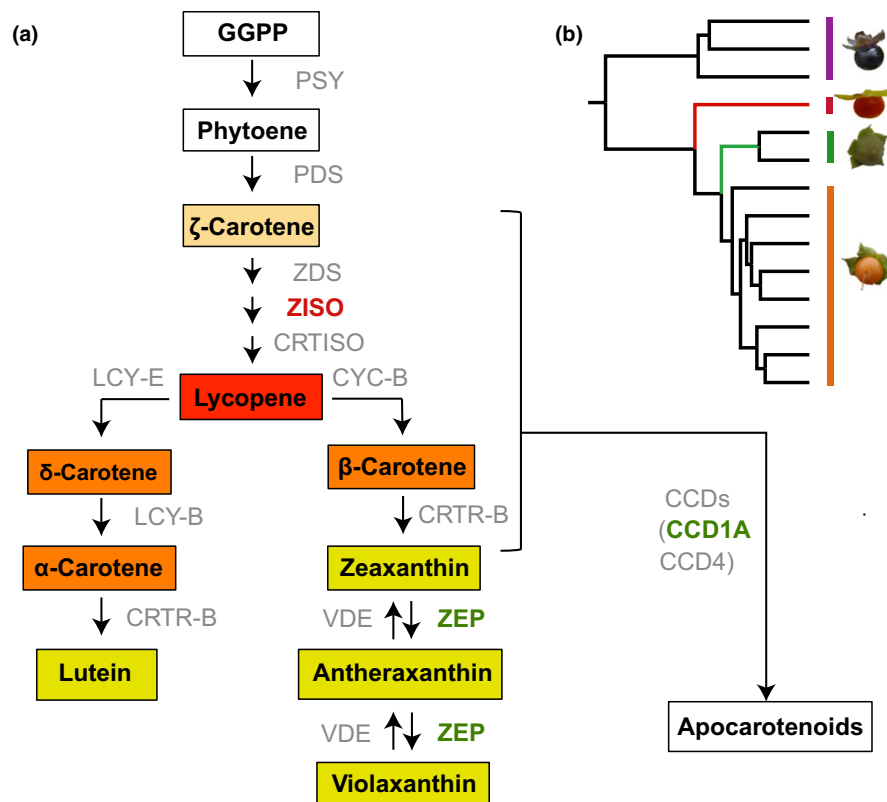 (a)
GGPP
PSY
Phytoene
PDS
ζ-Carotene
ZDS
ZISO
CRTISO
LCY-E
CYC-B
Lycopene
δ-Carotene
β-Carotene
LCY-B
CRTR-B
α-Carotene
Zeaxanthin
CRTR-B
VDE
ZEP
Lutein
Antheraxanthin
VDE
ZEP
Violaxanthin
CCDs
(CCD1A
CCD4)
Apocarotenoids
(b)